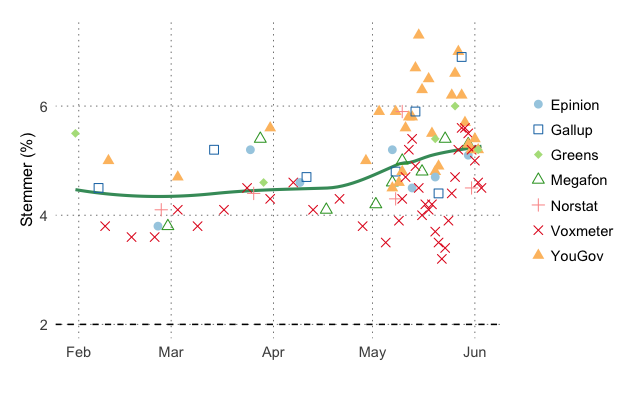 Stemmer (%)
6
4
2
Feb
Mar
Apr
May
Jun
Epinion
Gallup
Greens
Megafon
Norstat
Voxmeter
YouGov